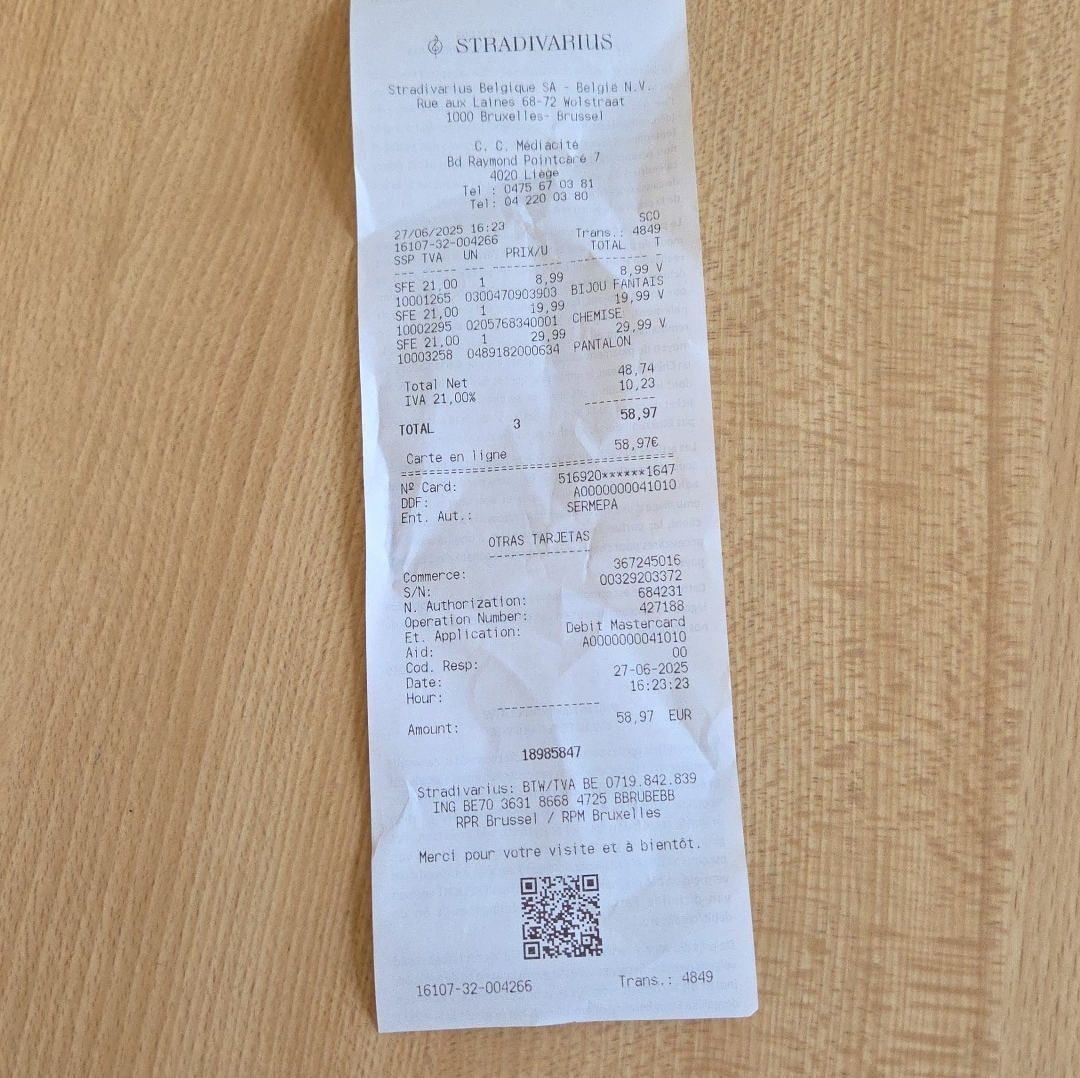 STRADIVARIUS
Stradivarius Belgique SA - België N.V.
Rue aux Laines 68-72 Wolstraat
1000 Bruxelles- Brussel
C. C. Médiacité
Bd Raymond Pointcaré 7
4020 Liège
Tel : 0475 67 03 81
Tel: 04 220 03 80
SCO
27/06/2025 16:23 Trans.: 4849
16107-32-004266
SSP TVA UN PRIX/U TOTAL T
SFE 21,00 1 8,99 8,99 V
10001265 0300470903903 BIJOU FANTAIS
SFE 21,00 1 19,99 19,99 V
10002295 0205768340001 CHEMISE
SFE 21,00 1 29,99 29,99 V
10003258 0489182000634 PANTALON
Total Net 48,74
IVA 21,00% 10,23
TOTAL 3 58,97
Carte en ligne 58,97€
Nº Card: 516920******1647
DDF: A0000000041010
Ent. Aut.: SERMEPA
OTRAS TARJETAS
Commerce: 367245016
S/N: 00329203372
N. Authorization: 684231
Operation Number: 427188
Et. Application: Debit Mastercard
Aid: A0000000041010
Cod. Resp: 00
Date: 27-06-2025
Hour: 16:23:23
Amount: 58,97 EUR
18985847
Stradivarius: BTW/TVA BE 0719.842.839
ING BE70 3631 8668 4725 BBRUBEBB
RPR Brussel / RPM Bruxelles
Merci pour votre visite et à bientôt.
16107-32-004266 Trans.: 4849